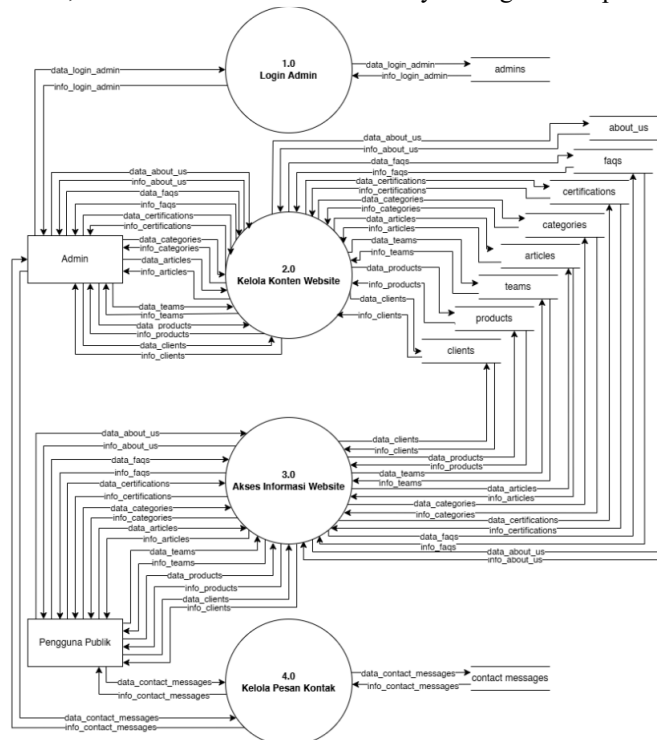 1.0
Login Admin
data_login_admin
info_login_admin
data_login_admin
info_login_admin
admins
data_about_us
info_about_us
data_faqs
info_faqs
data_certifications
info_certifications
data_categories
info_categories
data_articles
info_articles
data_teams
info_teams
data_products
info_products
data_clients
info_clients
about_us
faqs
certifications
categories
articles
teams
products
clients
data_about_us
info_about_us
data_faqs
info_faqs
data_certifications
info_certifications
data_categories
info_categories
data_articles
info_articles
data_teams
info_teams
data_products
info_products
data_clients
info_clients
Admin
2.0
Kelola Konten Website
data_about_us
info_about_us
data_faqs
info_faqs
data_certifications
info_certifications
data_categories
info_categories
data_articles
info_articles
data_teams
info_teams
data_products
info_products
data_clients
info_clients
3.0
Akses Informasi Website
data_clients
info_clients
data_products
info_products
data_teams
info_teams
data_articles
info_articles
data_categories
info_categories
data_certifications
info_certifications
data_faqs
info_faqs
data_about_us
info_about_us
Pengguna Publik
data_contact_messages
info_contact_messages
data_contact_messages
info_contact_messages
4.0
Kelola Pesan Kontak
data_contact_messages
info_contact_messages
contact messages